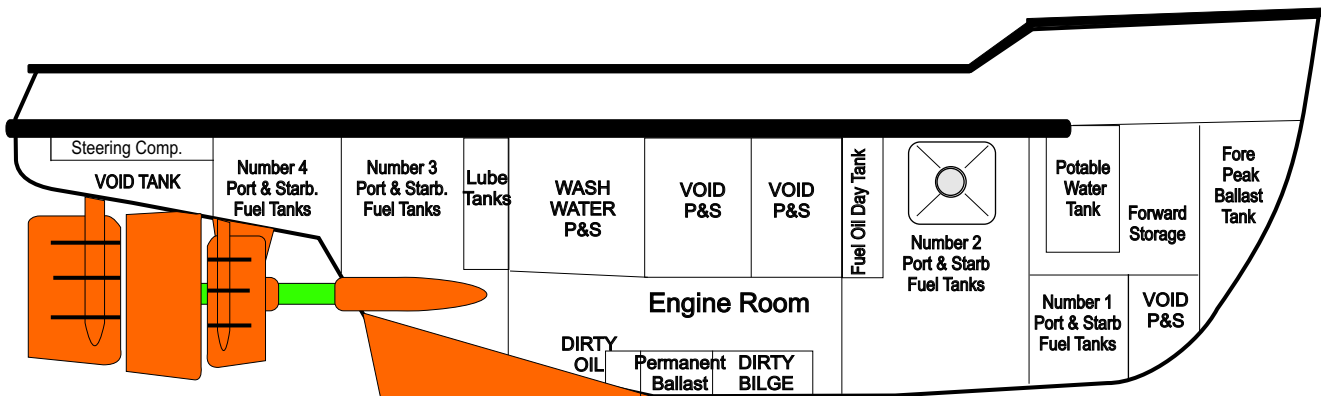 Steering Comp.
VOID TANK
Number 4
Port & Starb.
Fuel Tanks
Number 3
Port & Starb.
Fuel Tanks
Lube
Tanks
WASH
WATER
P&S
VOID
P&S
VOID
P&S
Fuel Oil Day Tank
Number 2
Port & Starb
Fuel Tanks
Potable
Water
Tank
Forward
Storage
Fore
Peak
Ballast
Tank
Engine Room
Number 1
Port & Starb
Fuel Tanks
VOID
P&S
DIRTY
OIL
Permanent
Ballast
DIRTY
BILGE